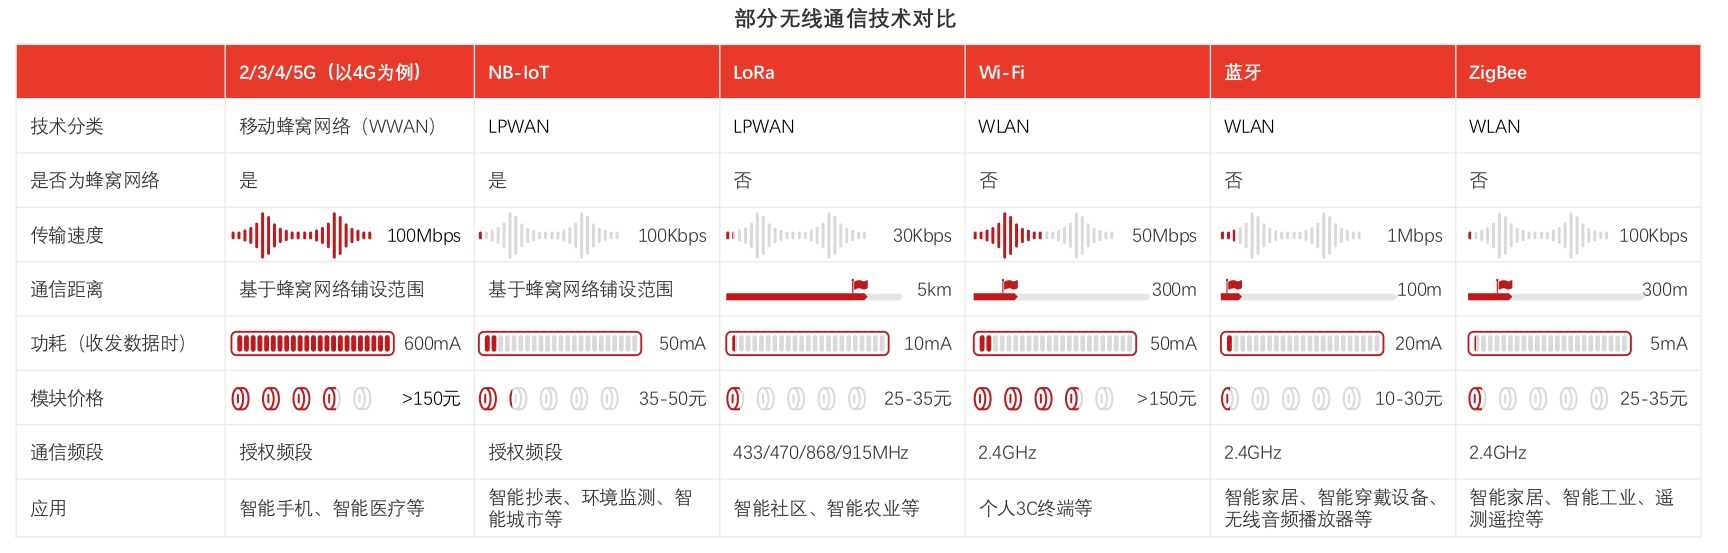 部分无线通信技术对比
2/3/4/5G（以4G为例） NB-IoT LoRa Wi-Fi 蓝牙 ZigBee
技术分类 移动蜂窝网络（WWAN） LPWAN LPWAN WLAN WLAN WLAN
是否为蜂窝网络 是 是 否 否 否 否
传输速度 100Mbps 100Kbps 30Kbps 50Mbps 1Mbps 100Kbps
通信距离 基于蜂窝网络铺设范围 基于蜂窝网络铺设范围 5km 300m 100m 300m
功耗（收发数据时） 600mA 50mA 10mA 50mA 20mA 5mA
模块价格 >150元 35-50元 25-35元 >150元 10-30元 25-35元
通信频段 授权频段 授权频段 433/470/868/915MHz 2.4GHz 2.4GHz 2.4GHz
应用 智能手机、智能医疗等 智能抄表、环境监测、智 智能社区、智能农业等 个人3C终端等 智能家居、智能穿戴设备、 智能家居、智能工业、遥
能城市等 无线音频播放器等 测遥控等